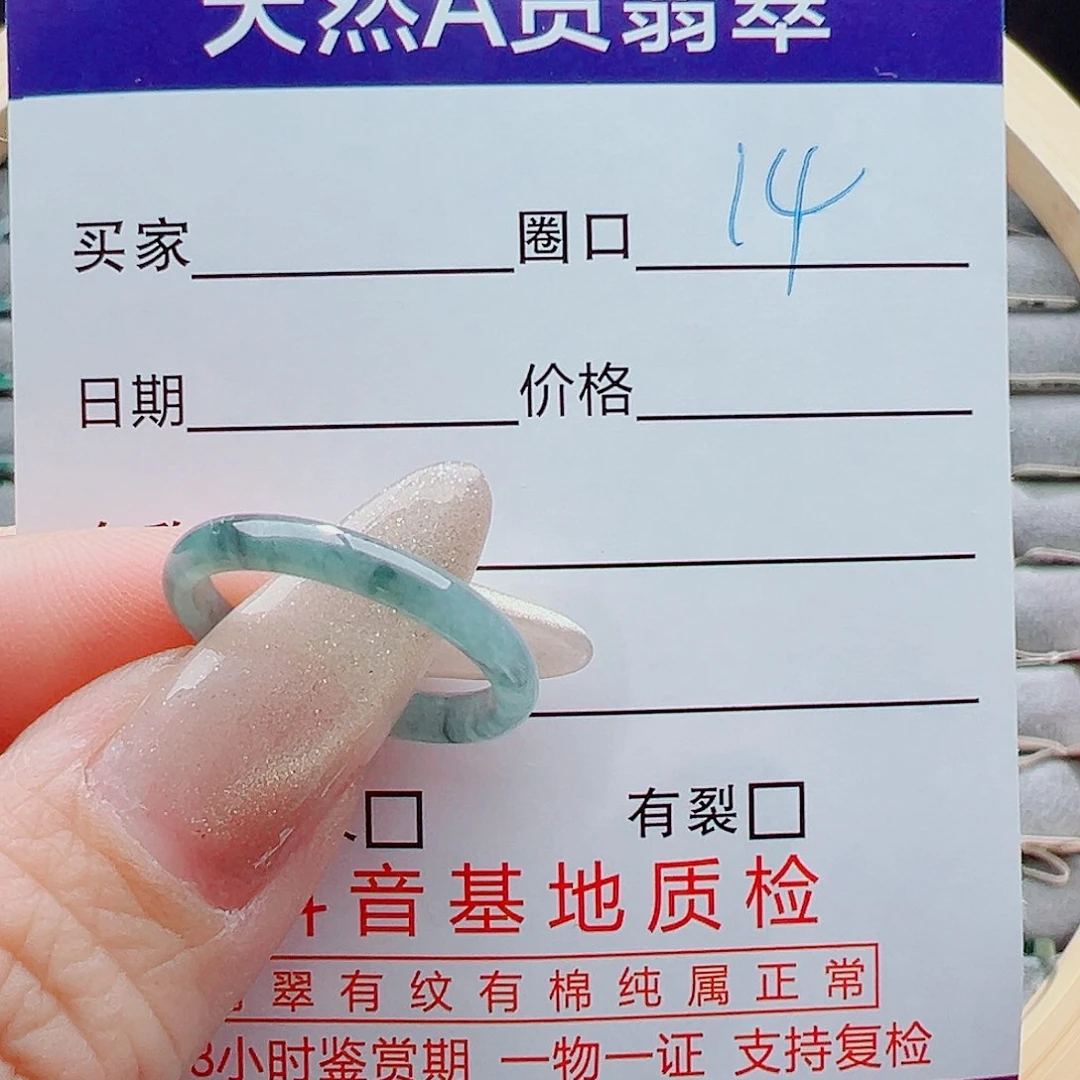 天然A货翡翠
买家 圈口 14
日期 价格
有裂
音基地质检
翠有纹有棉纯属正常
小时鉴赏期 一物一证 支持复检